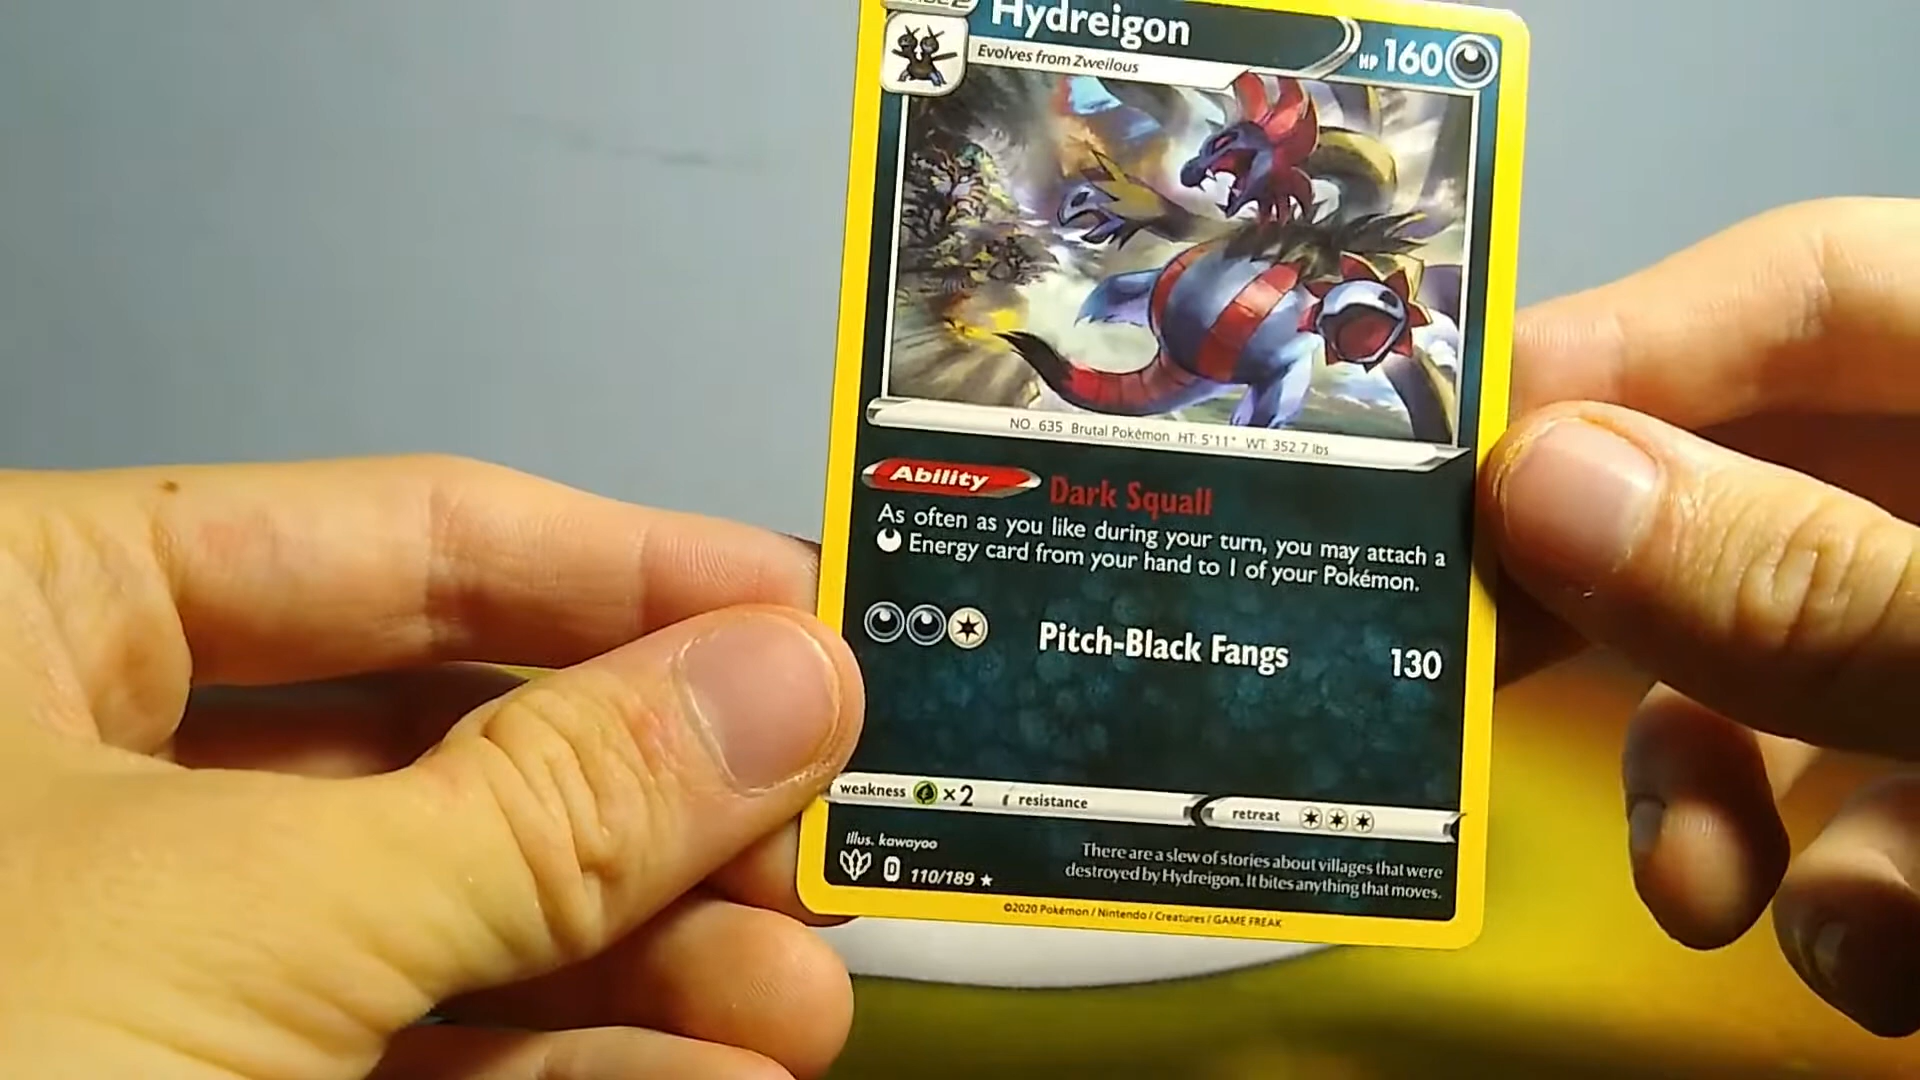 Hydreigon
HP 160
Evolves from Zweilous
NO. 635 Brutal Pokémon HT: 5'11" WT: 352.7 lbs
Ability Dark Squall
As often as you like during your turn, you may attach a
Energy card from your hand to 1 of your Pokémon.
Pitch-Black Fangs 130
weakness ×2 resistance retreat
Illus. kawayoo
D 110/189 ★
There are a slew of stories about villages that were
destroyed by Hydreigon. It bites anything that moves.
©2020 Pokémon / Nintendo / Creatures / GAME FREAK